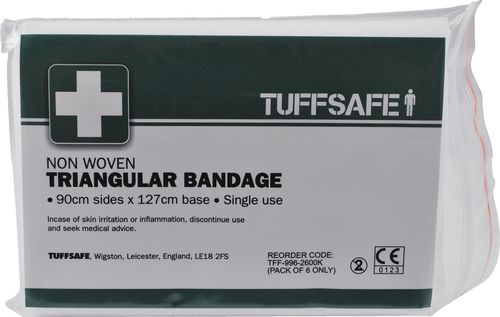 TUFFSAFE
NON WOVEN
TRIANGULAR BANDAGE
• 90cm sides x 127cm base • Single use
Incase of skin irritation or inflammation, discontinue use
and seek medical advice.
TUFFSAFE, Wigston, Leicester, England, LE18 2FS
REORDER CODE:
TFF-996-2600K
(PACK OF 6 ONLY)
2
CE
0123